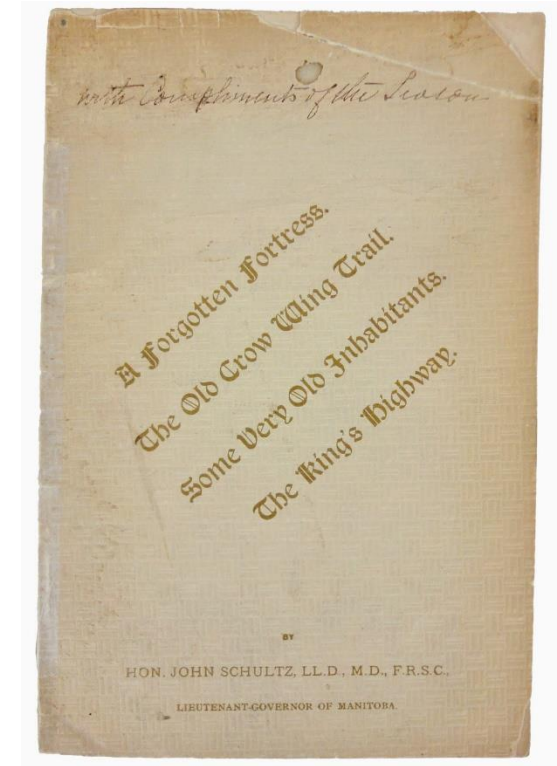 with Compliments of the Season
A Forgotten Fortress.
The Old Crow Wing Trail.
Some Very Old Inhabitants.
The King's Highway.
BY
HON. JOHN SCHULTZ, LL.D., M.D., F.R.S.C.,
LIEUTENANT-GOVERNOR OF MANITOBA.